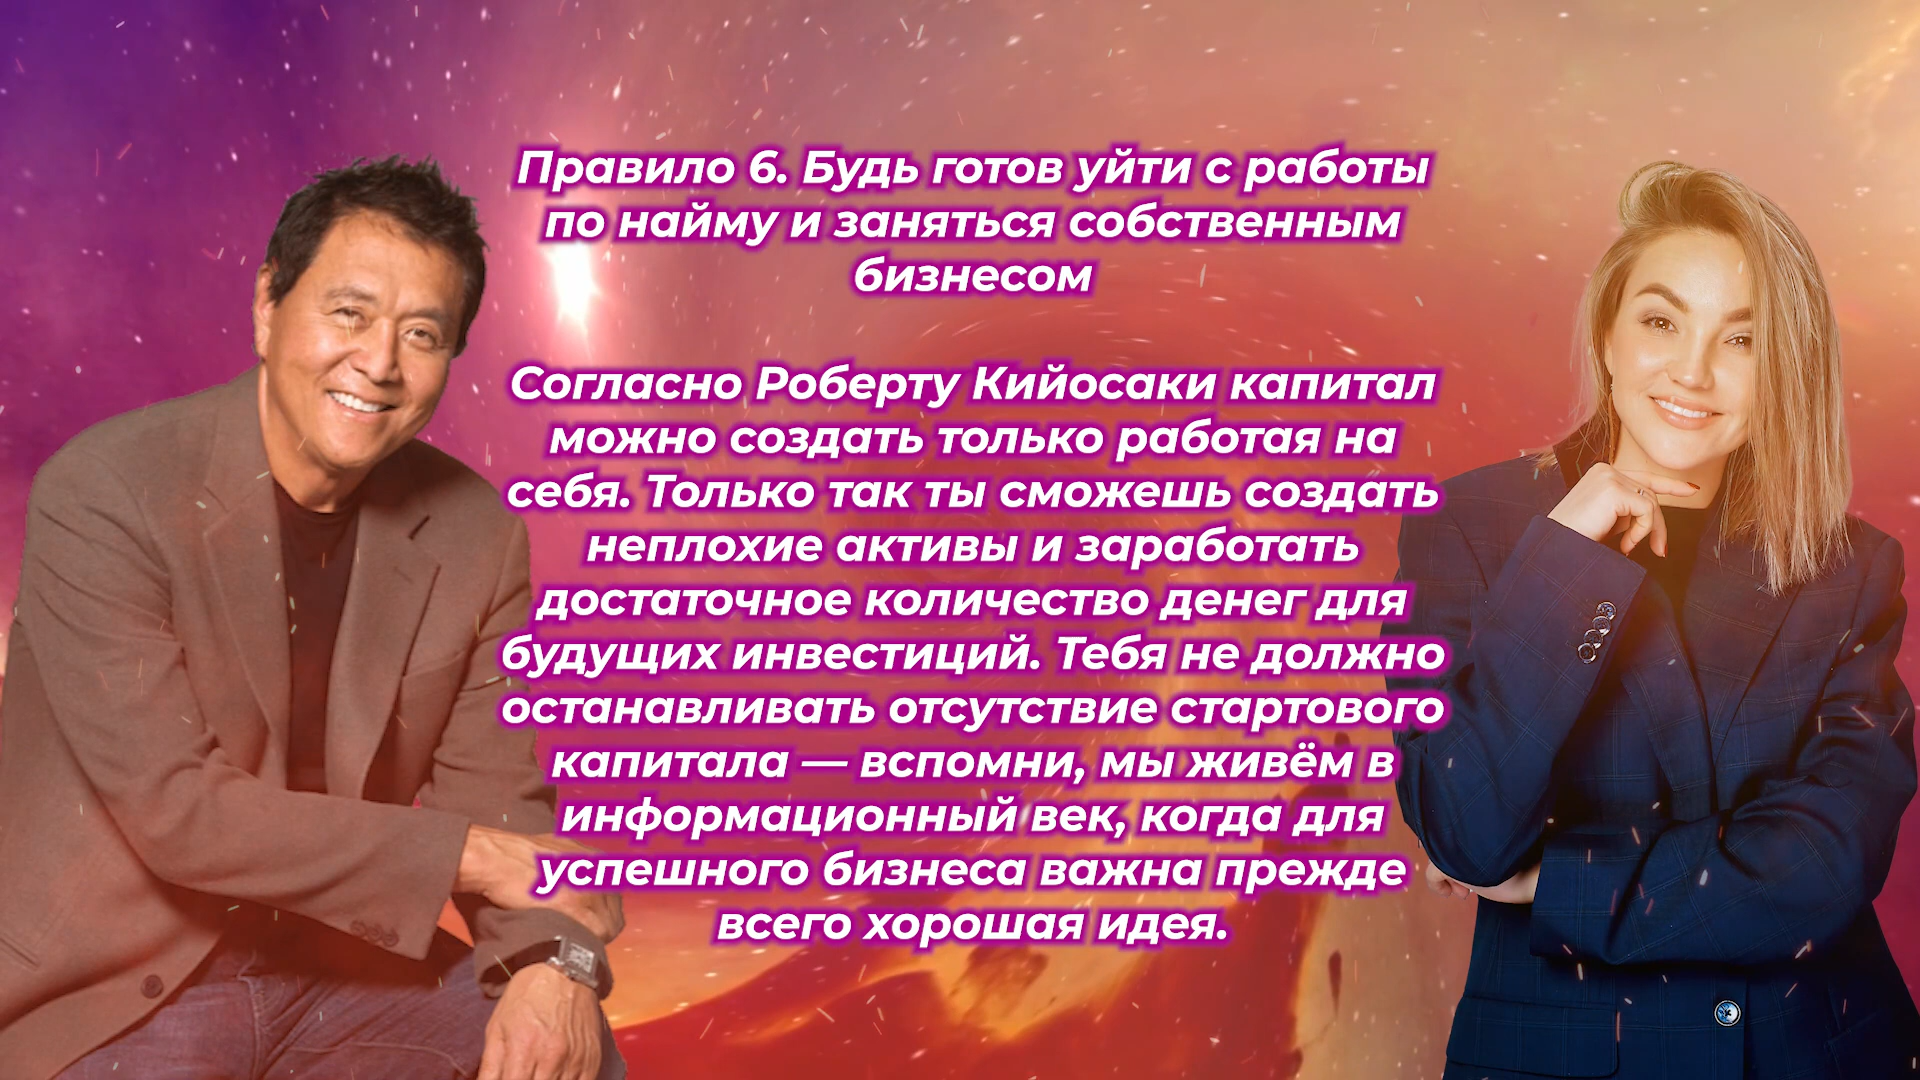 Правило 6. Будь готов уйти с работы
по найму и заняться собственным
бизнесом
Согласно Роберту Кийосаки капитал
можно создать только работая на
себя. Только так ты сможешь создать
неплохие активы и заработать
достаточное количество денег для
будущих инвестиций. Тебя не должно
останавливать отсутствие стартового
капитала — вспомни, мы живём в
информационный век, когда для
успешного бизнеса важна прежде
всего хорошая идея.